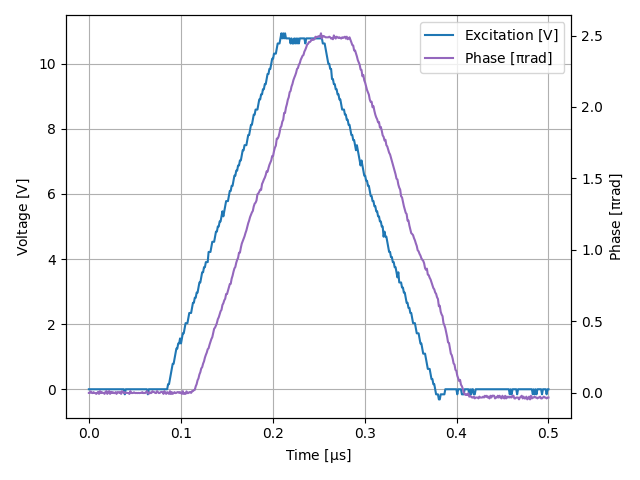 Excitation [V]
Phase [πrad]
10
8
6
4
2
0
Voltage [V]
2.5
2.0
1.5
1.0
0.5
0.0
Phase [πrad]
0.0 0.1 0.2 0.3 0.4 0.5
Time [µs]